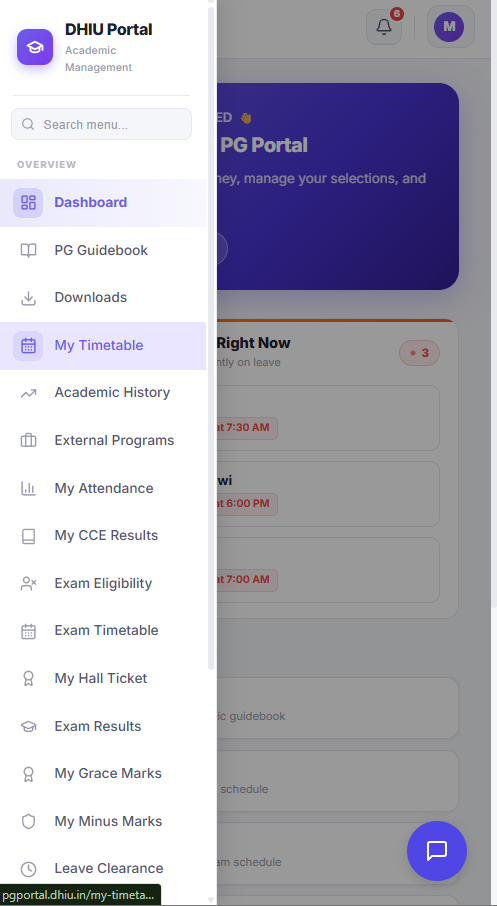 DHIU Portal
Academic
Management
Search menu...
OVERVIEW
Dashboard
PG Guidebook
Downloads
My Timetable
Academic History
External Programs
My Attendance
My CCE Results
Exam Eligibility
Exam Timetable
My Hall Ticket
Exam Results
My Grace Marks
My Minus Marks
Leave Clearance
pgportal.dhiu.in/my-timeta...
6
M
ED 👋
PG Portal
ney, manage your selections, and
Right Now
ntly on leave
3
at 7:30 AM
wi
at 6:00 PM
at 7:00 AM
ic guidebook
schedule
am schedule